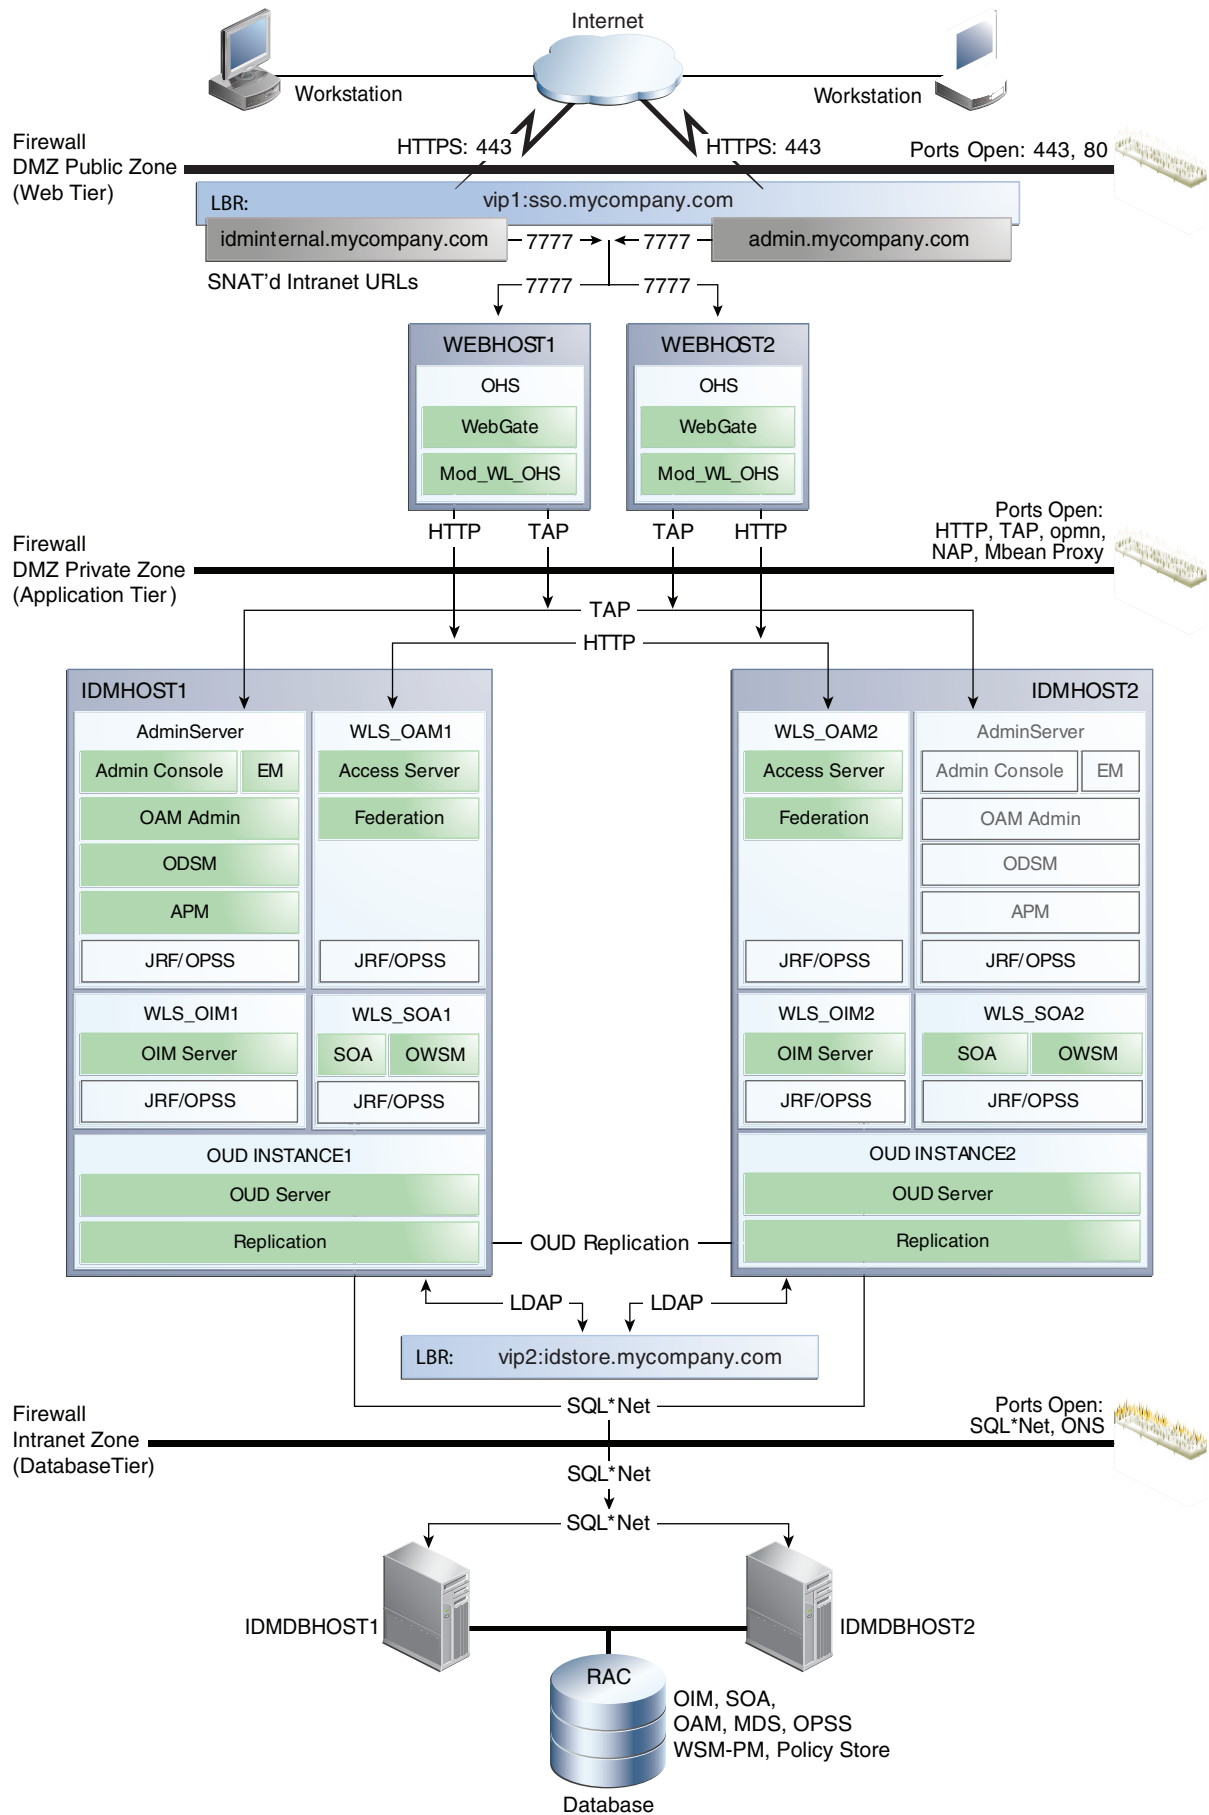 Internet
Workstation
Workstation
Firewall
DMZ Public Zone
(Web Tier)
HTTPS: 443
HTTPS: 443
Ports Open: 443, 80
LBR:
vip1:sso.mycompany.com
idminternal.mycompany.com
7777
7777
admin.mycompany.com
SNAT'd Intranet URLs
7777
7777
WEBHOST1
OHS
WebGate
Mod_WL_OHS
WEBHOST2
OHS
WebGate
Mod_WL_OHS
HTTP
TAP
TAP
HTTP
Ports Open:
HTTP, TAP, opmn,
NAP, Mbean Proxy
Firewall
DMZ Private Zone
(Application Tier)
TAP
HTTP
IDMHOST1
AdminServer
Admin Console
EM
OAM Admin
ODSM
APM
JRF/OPSS
WLS_OAM1
Access Server
Federation
JRF/OPSS
WLS_OIM1
OIM Server
JRF/OPSS
WLS_SOA1
SOA
OWSM
JRF/OPSS
OUD INSTANCE1
OUD Server
Replication
IDMHOST2
WLS_OAM2
Access Server
Federation
JRF/OPSS
AdminServer
Admin Console
EM
OAM Admin
ODSM
APM
JRF/OPSS
WLS_OIM2
OIM Server
JRF/OPSS
WLS_SOA2
SOA
OWSM
JRF/OPSS
OUD INSTANCE2
OUD Server
Replication
OUD Replication
LDAP
LDAP
LBR:
vip2:idstore.mycompany.com
SQL*Net
Firewall
Intranet Zone
(DatabaseTier)
Ports Open:
SQL*Net, ONS
SQL*Net
SQL*Net
IDMDBHOST1
IDMDBHOST2
RAC
OIM, SOA,
OAM, MDS, OPSS
WSM-PM, Policy Store
Database